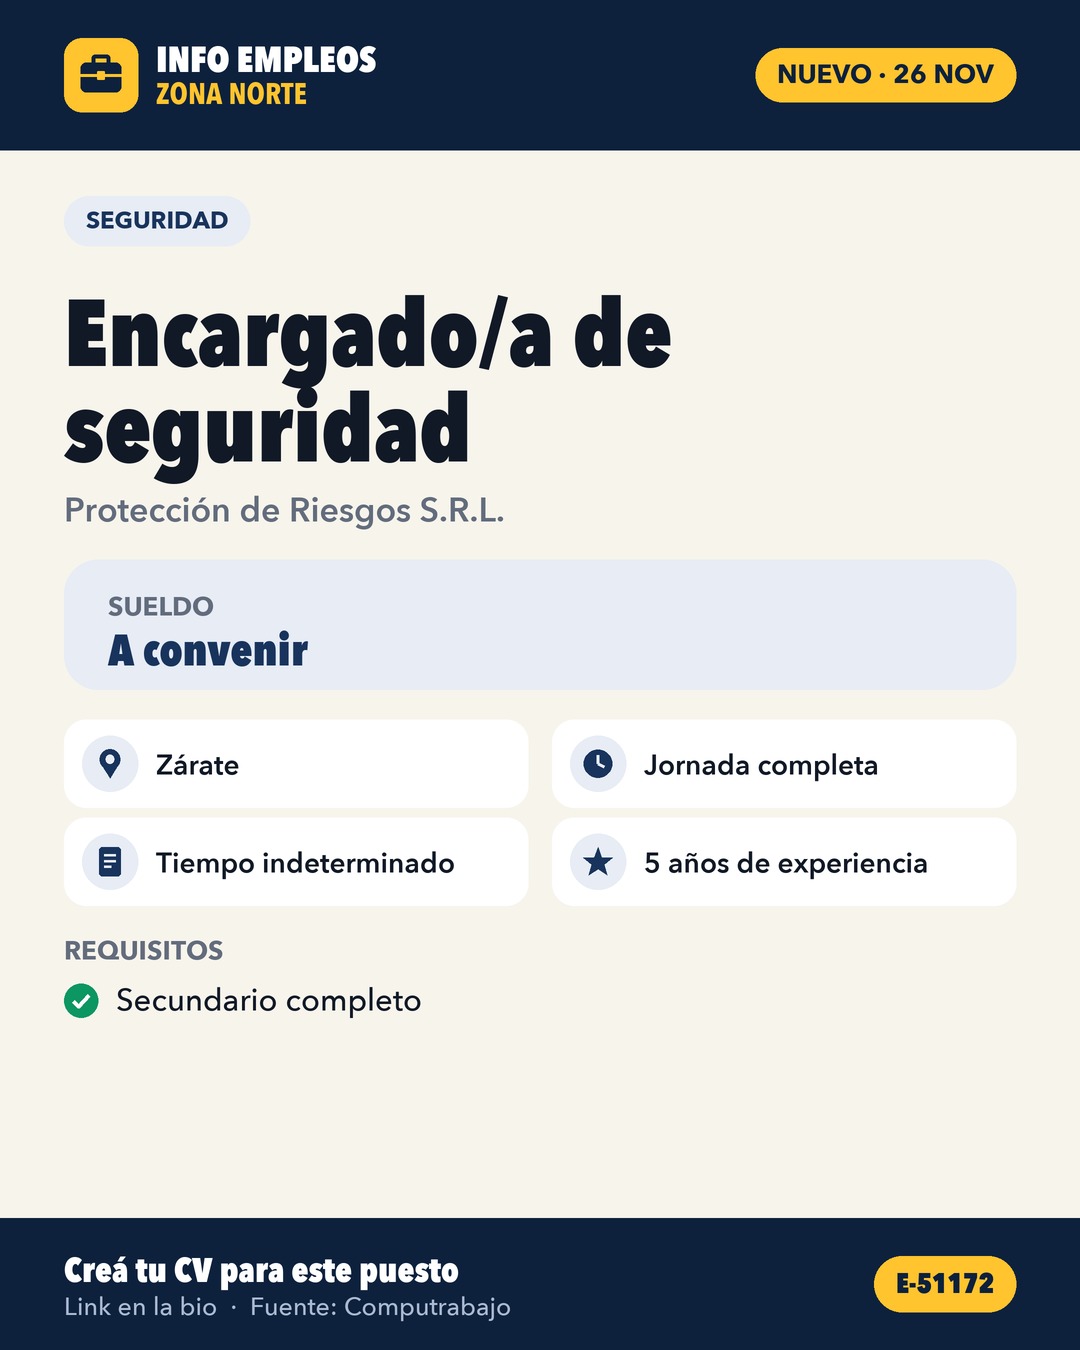 INFO EMPLEOS
ZONA NORTE
NUEVO · 26 NOV
SEGURIDAD
Encargado/a de
seguridad
Protección de Riesgos S.R.L.
SUELDO
A convenir
Zárate
Jornada completa
Tiempo indeterminado
5 años de experiencia
REQUISITOS
Secundario completo
Creá tu CV para este puesto
Link en la bio · Fuente: Computrabajo
E-51172